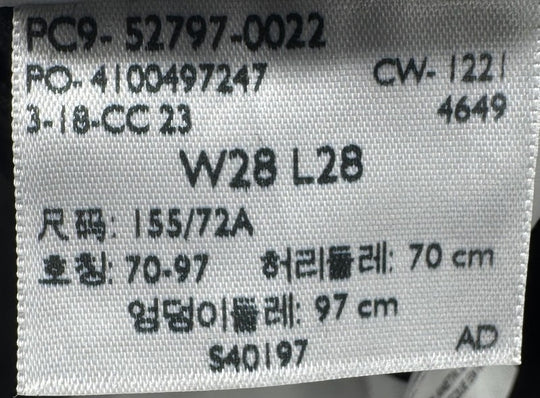 PC9- 52797-0022
PO- 4100497247 CW- 1221
3-18-CC 23 4649
W28 L28
尺码: 155/72A
호칭: 70-97 허리둘레: 70 cm
엉덩이둘레: 97 cm
S40197 AD